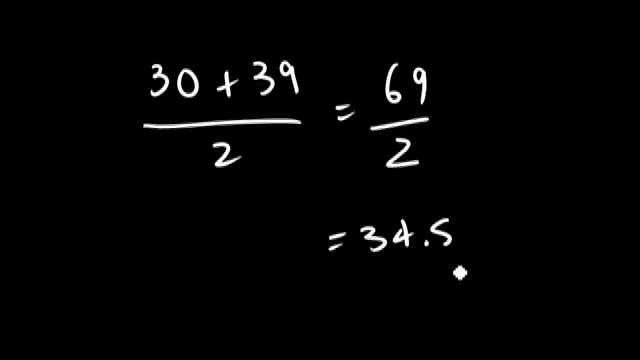 30 + 39 / 2 = 69 / 2
= 34.5